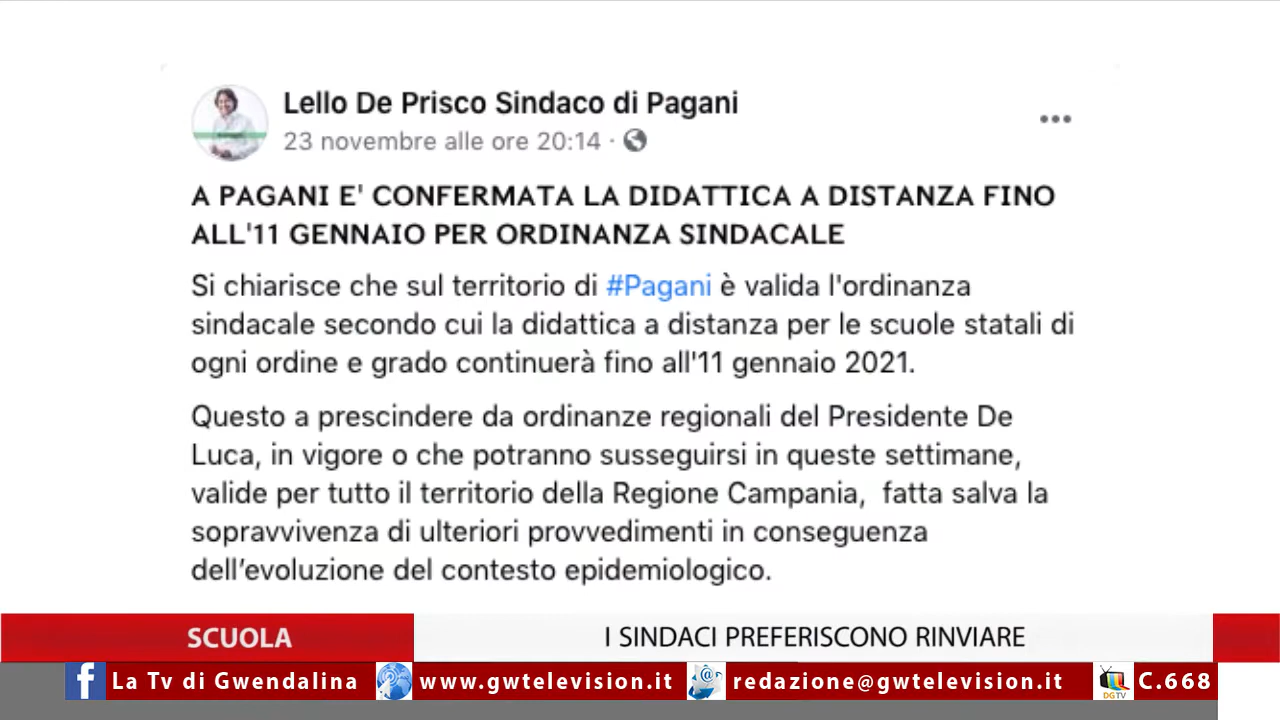 Lello De Prisco Sindaco di Pagani
23 novembre alle ore 20:14 ·
A PAGANI E' CONFERMATA LA DIDATTICA A DISTANZA FINO
ALL'11 GENNAIO PER ORDINANZA SINDACALE
Si chiarisce che sul territorio di #Pagani è valida l'ordinanza
sindacale secondo cui la didattica a distanza per le scuole statali di
ogni ordine e grado continuerà fino all'11 gennaio 2021.
Questo a prescindere da ordinanze regionali del Presidente De
Luca, in vigore o che potranno susseguirsi in queste settimane,
valide per tutto il territorio della Regione Campania, fatta salva la
sopravvivenza di ulteriori provvedimenti in conseguenza
dell’evoluzione del contesto epidemiologico.
SCUOLA I SINDACI PREFERISCONO RINVIARE
La Tv di Gwendalina www.gwtelevision.it redazione@gwtelevision.it DGTV C.668